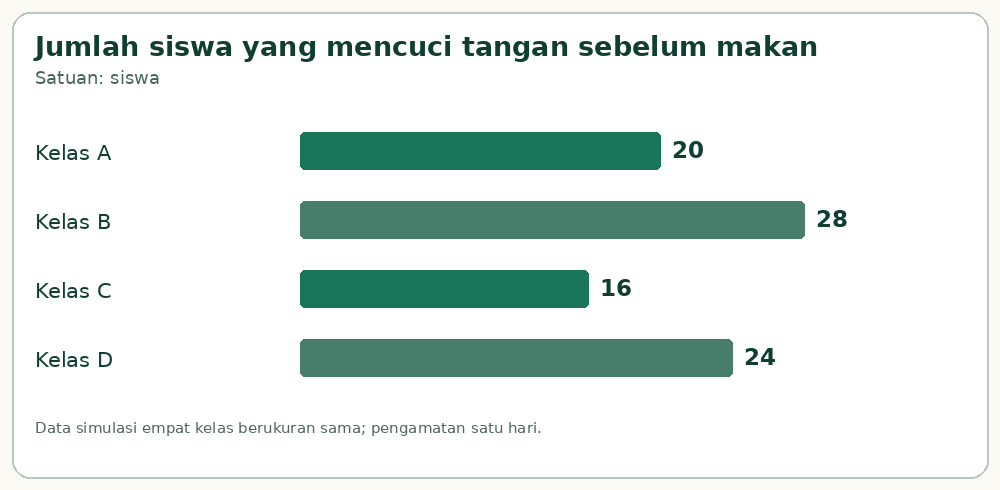 Jumlah siswa yang mencuci tangan sebelum makan
Satuan: siswa
Kelas A 20
Kelas B 28
Kelas C 16
Kelas D 24
Data simulasi empat kelas berukuran sama; pengamatan satu hari.